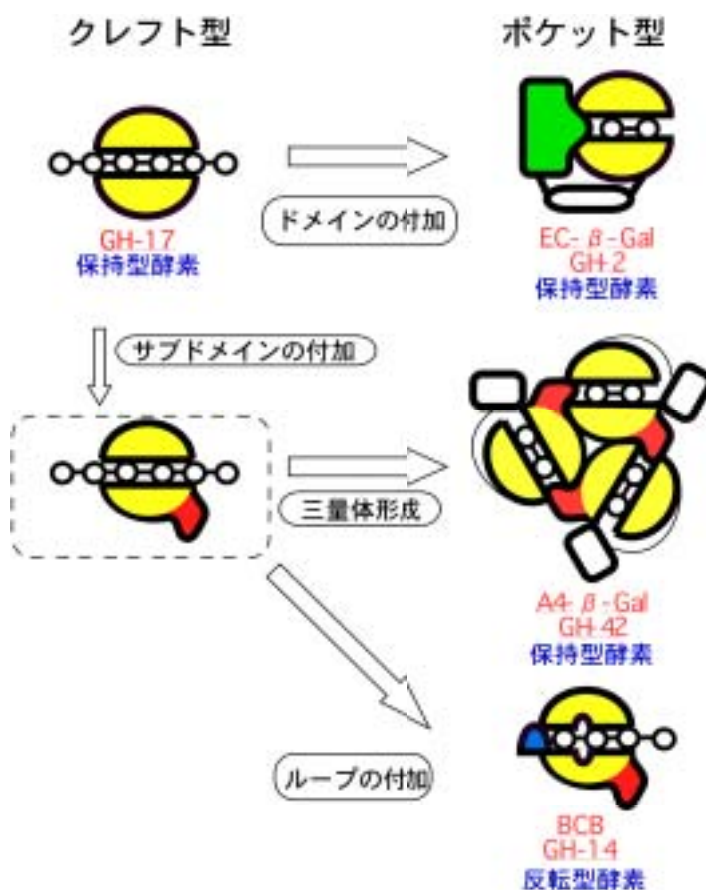 クレフト型
ポケット型
GH-17
保持型酵素
ドメインの付加
EC-β-Gal
GH-2
保持型酵素
サブドメインの付加
三量体形成
A4-β-Gal
GH-42
保持型酵素
ループの付加
BCB
GH-14
反転型酵素